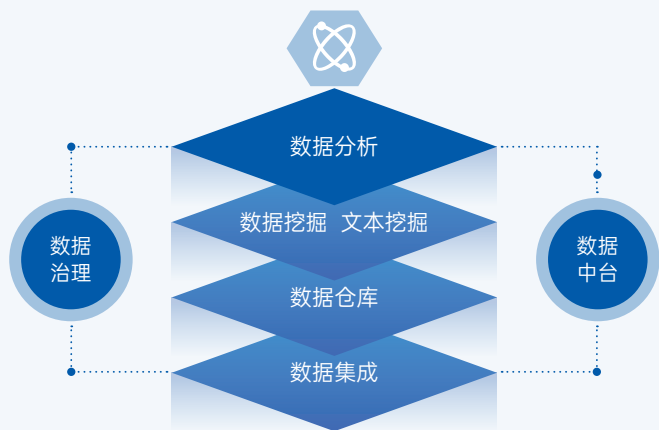 数据分析
数据挖掘 文本挖掘
数据仓库
数据集成
数据
治理
数据
中台